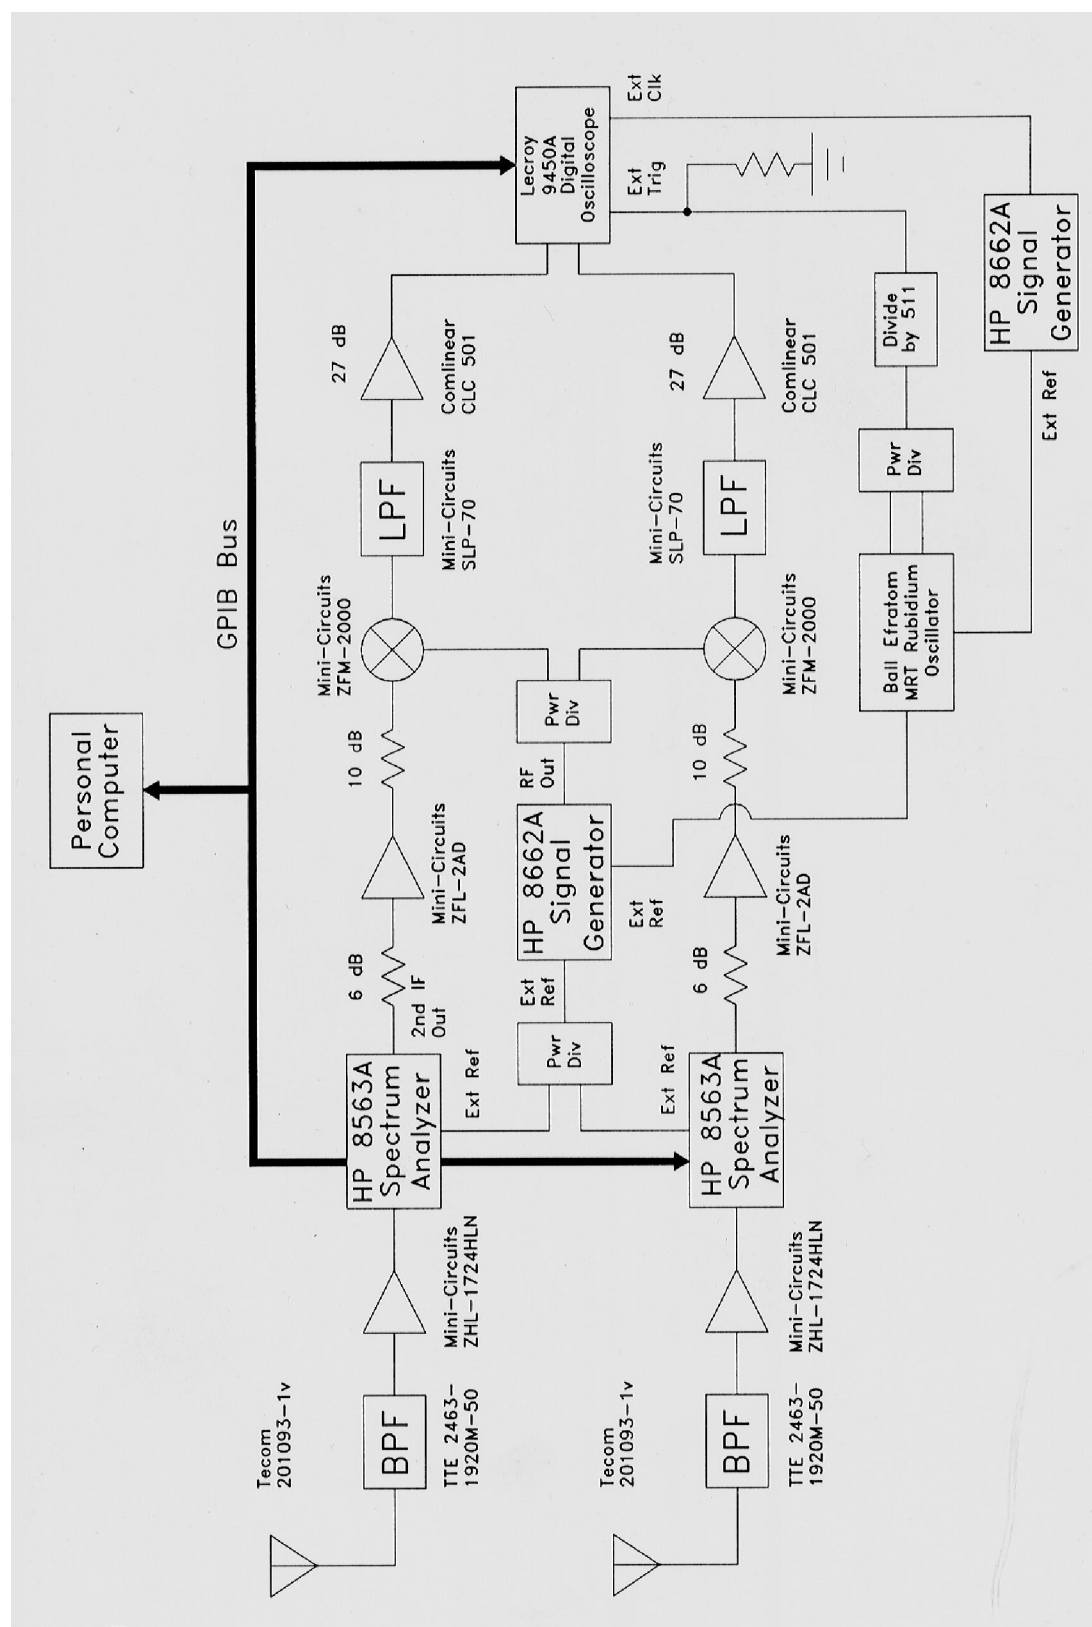 Personal
Computer
GPIB Bus
Tecom
201093-1v
BPF
TTE 2463-
1920M-50
Mini-Circuits
ZHL-1724HLN
HP 8563A
Spectrum
Analyzer
2nd IF
Out
6 dB
Mini-Circuits
ZFL-2AD
10 dB
Mini-Circuits
ZFM-2000
LPF
Mini-Circuits
SLP-70
27 dB
Comlinear
CLC 501
Lecroy
9450A
Digital
Oscilloscope
Ext
Clk
Ext
Trig
Ext Ref
Pwr
Div
Ext
Ref
HP 8662A
Signal
Generator
Ext
Ref
RF
Out
Pwr
Div
Tecom
201093-1v
BPF
TTE 2463-
1920M-50
Mini-Circuits
ZHL-1724HLN
Ext Ref
HP 8563A
Spectrum
Analyzer
6 dB
Mini-Circuits
ZFL-2AD
10 dB
Mini-Circuits
ZFM-2000
LPF
Mini-Circuits
SLP-70
27 dB
Comlinear
CLC 501
Ball Efratom
MRT Rubidium
Oscillator
Pwr
Div
Divide
by 511
Ext Ref
HP 8662A
Signal
Generator